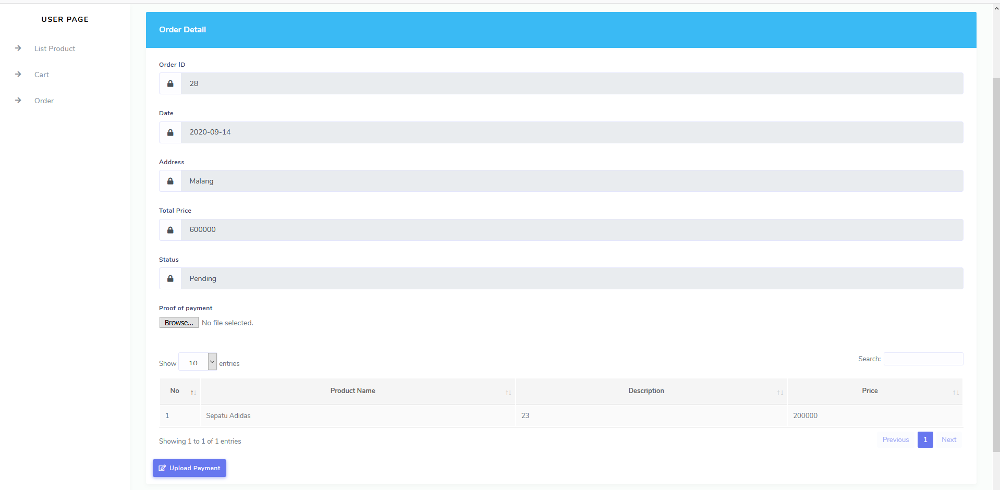 USER PAGE
List Product
Cart
Order
Order Detail
Order ID
28
Date
2020-09-14
Address
Malang
Total Price
600000
Status
Pending
Proof of payment
Browse... No file selected.
Show 10 entries Search:
No Product Name Description Price
1 Sepatu Adidas 23 200000
Showing 1 to 1 of 1 entries Previous 1 Next
Upload Payment